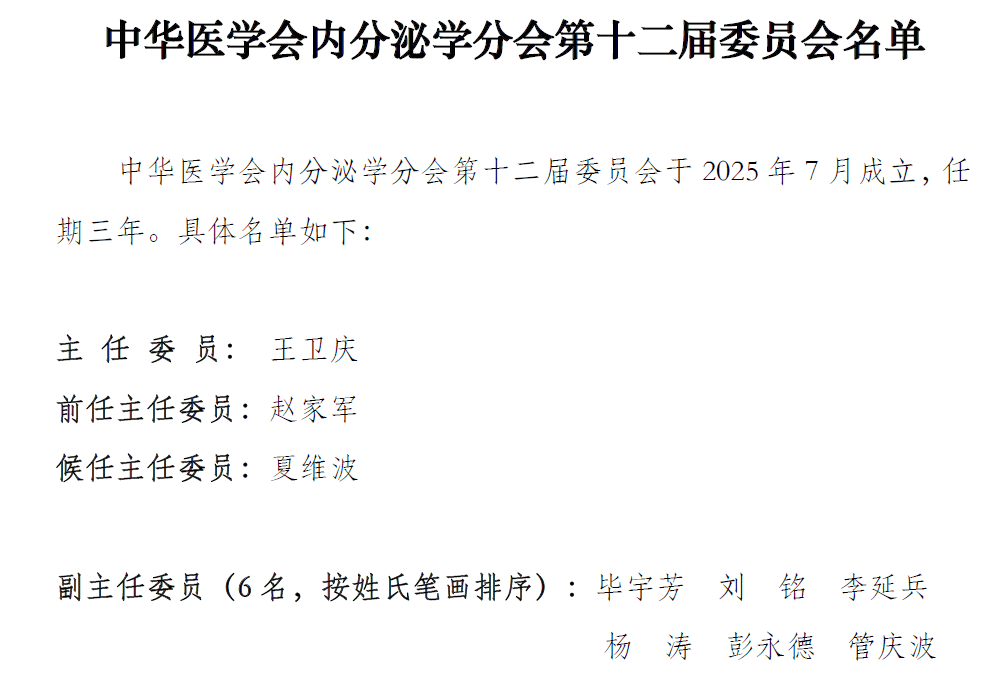 中华医学会内分泌学分会第十二届委员会名单
中华医学会内分泌学分会第十二届委员会于 2025 年 7 月成立，任
期三年。具体名单如下：
主 任 委 员： 王卫庆
前任主任委员：赵家军
候任主任委员：夏维波
副主任委员（6 名，按姓氏笔画排序）：毕宇芳 刘 铭 李延兵
杨 涛 彭永德 管庆波